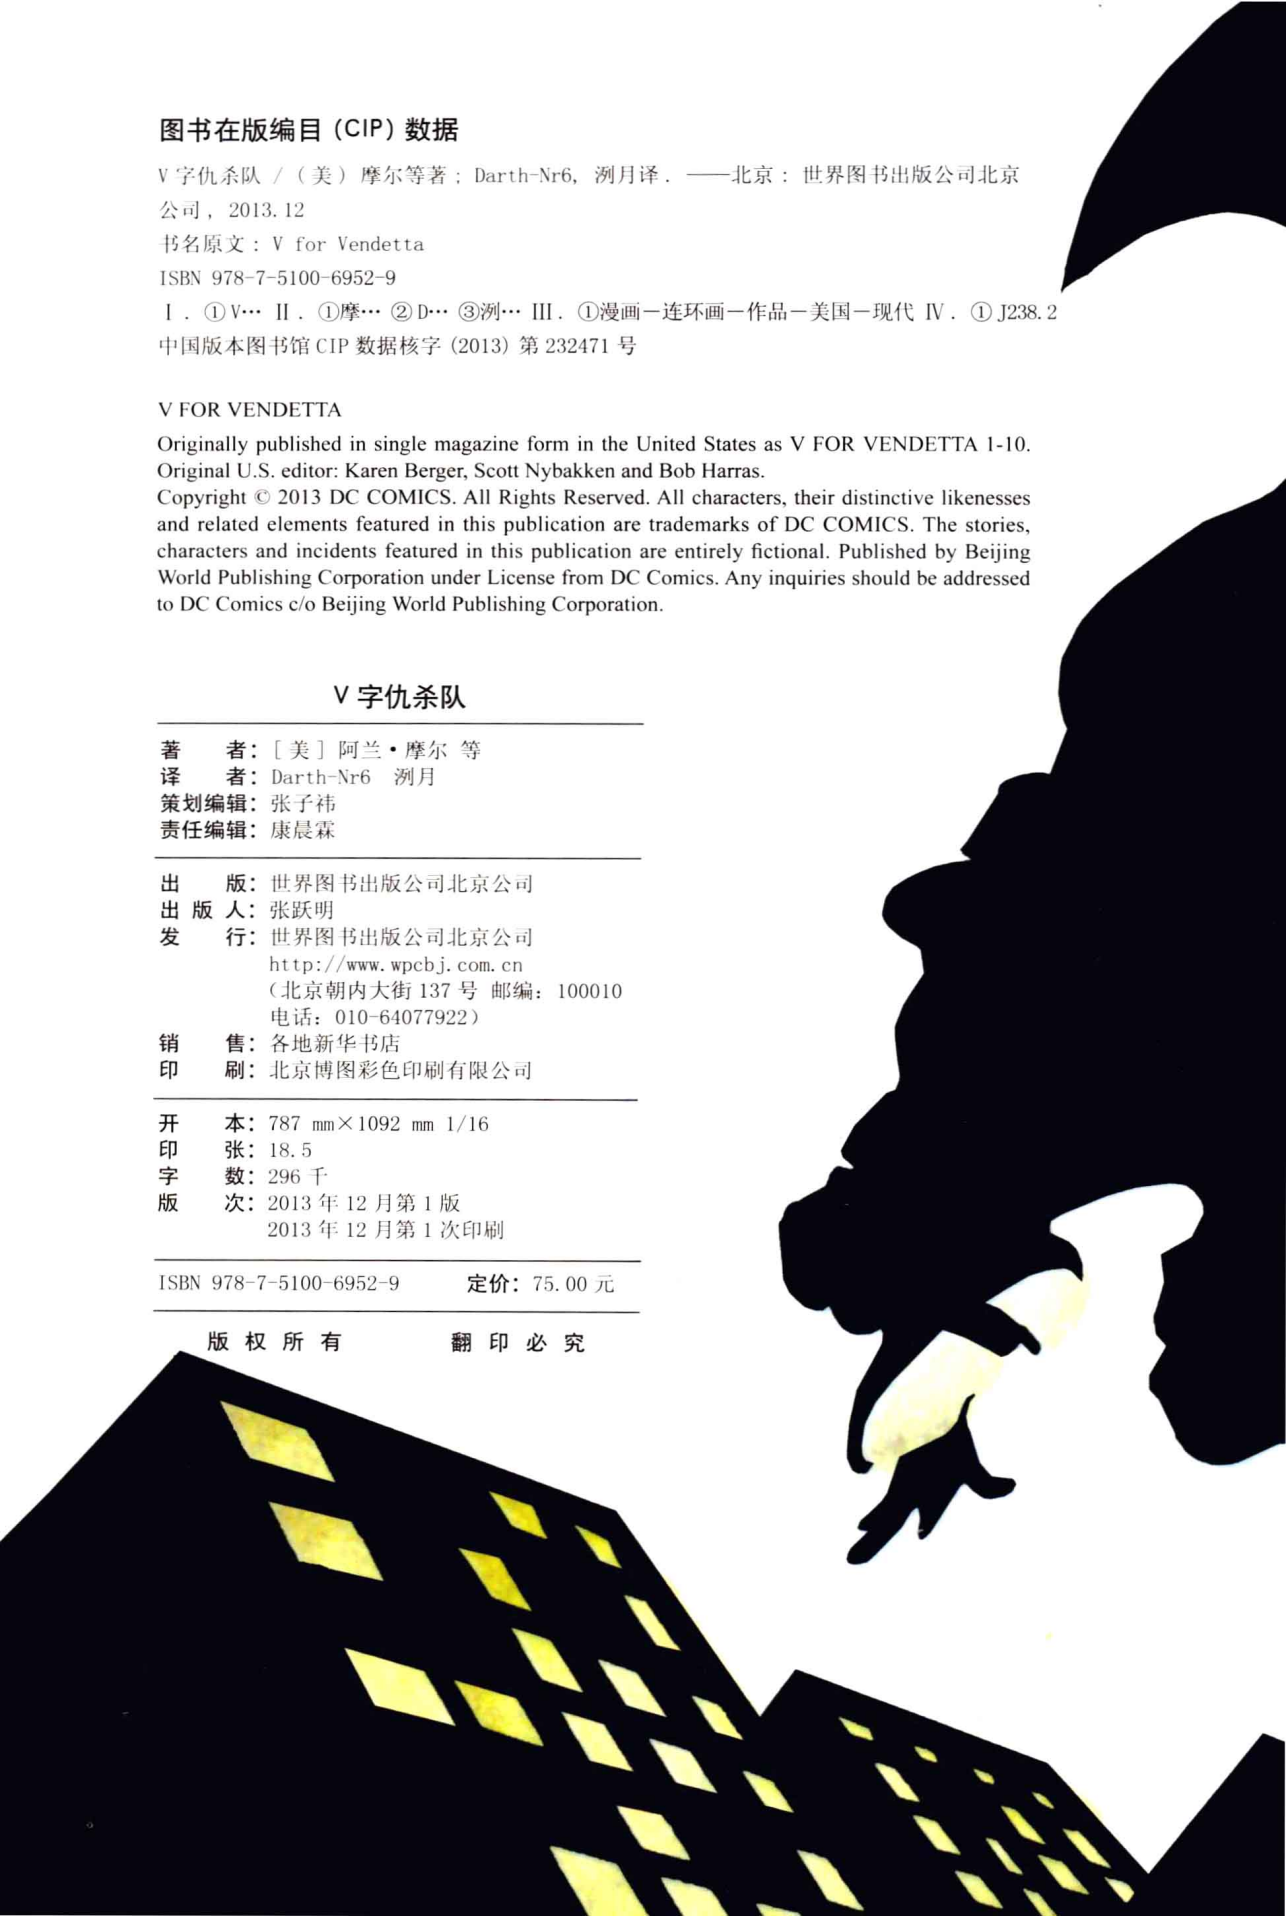 图书在版编目(CIP)数据
V字仇杀队 /（美）摩尔等著；Darth-Nr6, 洌月译. ——北京：世界图书出版公司北京
公司，2013.12
书名原文：V for Vendetta
ISBN 978-7-5100-6952-9
Ⅰ. ①V… Ⅱ. ①摩… ②D… ③洌… Ⅲ. ①漫画－连环画－作品－美国－现代 Ⅳ. ①J238.2
中国版本图书馆CIP数据核字(2013)第232471号
V FOR VENDETTA
Originally published in single magazine form in the United States as V FOR VENDETTA 1-10.
Original U.S. editor: Karen Berger, Scott Nybakken and Bob Harras.
Copyright © 2013 DC COMICS. All Rights Reserved. All characters, their distinctive likenesses
and related elements featured in this publication are trademarks of DC COMICS. The stories,
characters and incidents featured in this publication are entirely fictional. Published by Beijing
World Publishing Corporation under License from DC Comics. Any inquiries should be addressed
to DC Comics c/o Beijing World Publishing Corporation.
V字仇杀队
著 者：[美] 阿兰·摩尔 等
译 者：Darth-Nr6 洌月
策划编辑：张子祎
责任编辑：康晨霖
出 版：世界图书出版公司北京公司
出 版 人：张跃明
发 行：世界图书出版公司北京公司
http://www.wpcbj.com.cn
（北京朝内大街137号 邮编：100010
电话：010-64077922）
销 售：各地新华书店
印 刷：北京博图彩色印刷有限公司
开 本：787 mm×1092 mm 1/16
印 张：18.5
字 数：296千
版 次：2013年12月第1版
2013年12月第1次印刷
ISBN 978-7-5100-6952-9 定价：75.00元
版权所有 翻印必究